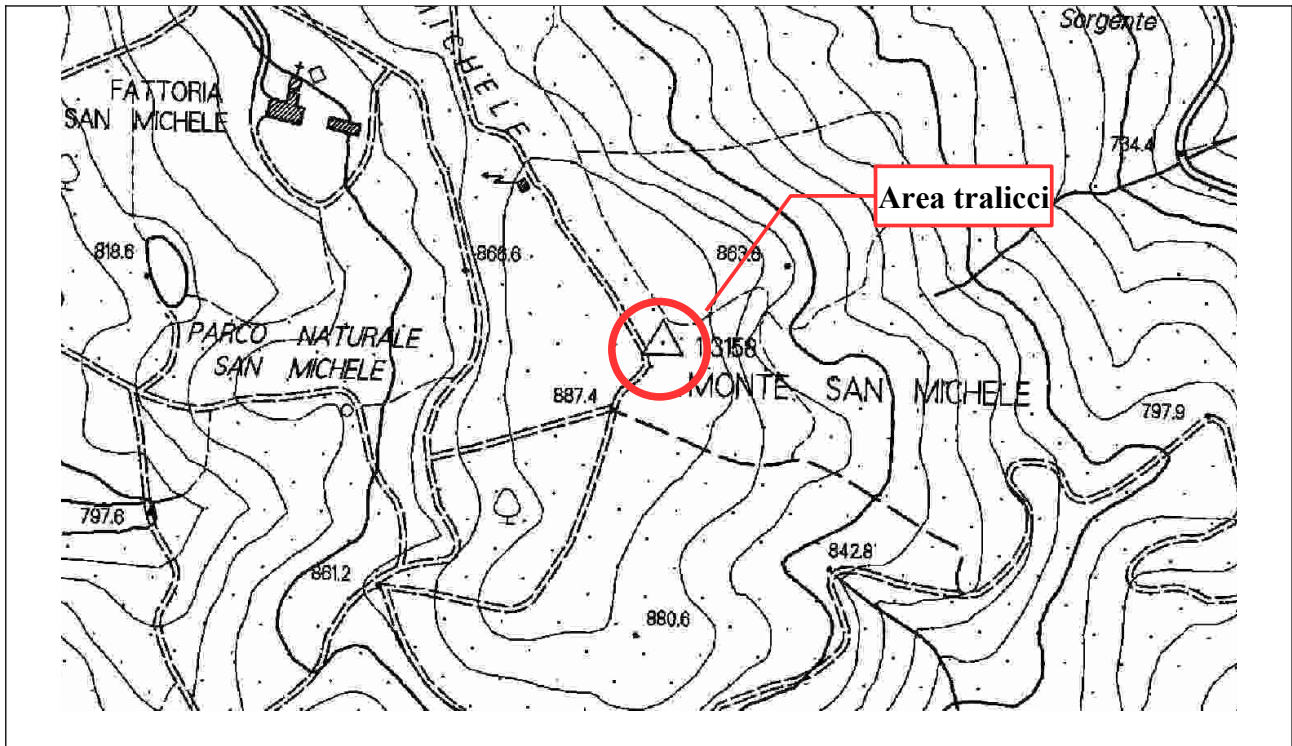 Sorgente
MICHELE
FATTORIA
SAN MICHELE
734.4
Area tralicci
818.6
866.6
863.8
PARCO NATURALE
SAN MICHELE
13158
887.4
MONTE SAN MICHELE
797.9
797.6
842.8
861.2
880.6